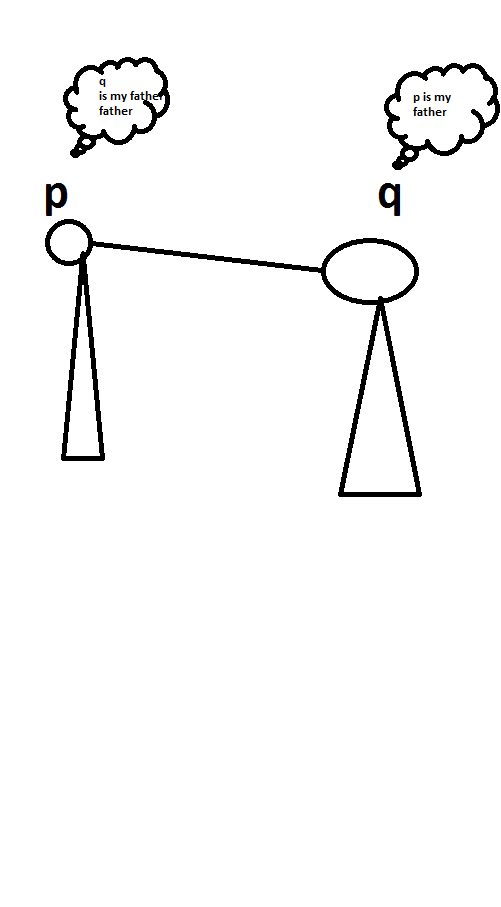 q
is my father
father
p is my
father
p
q